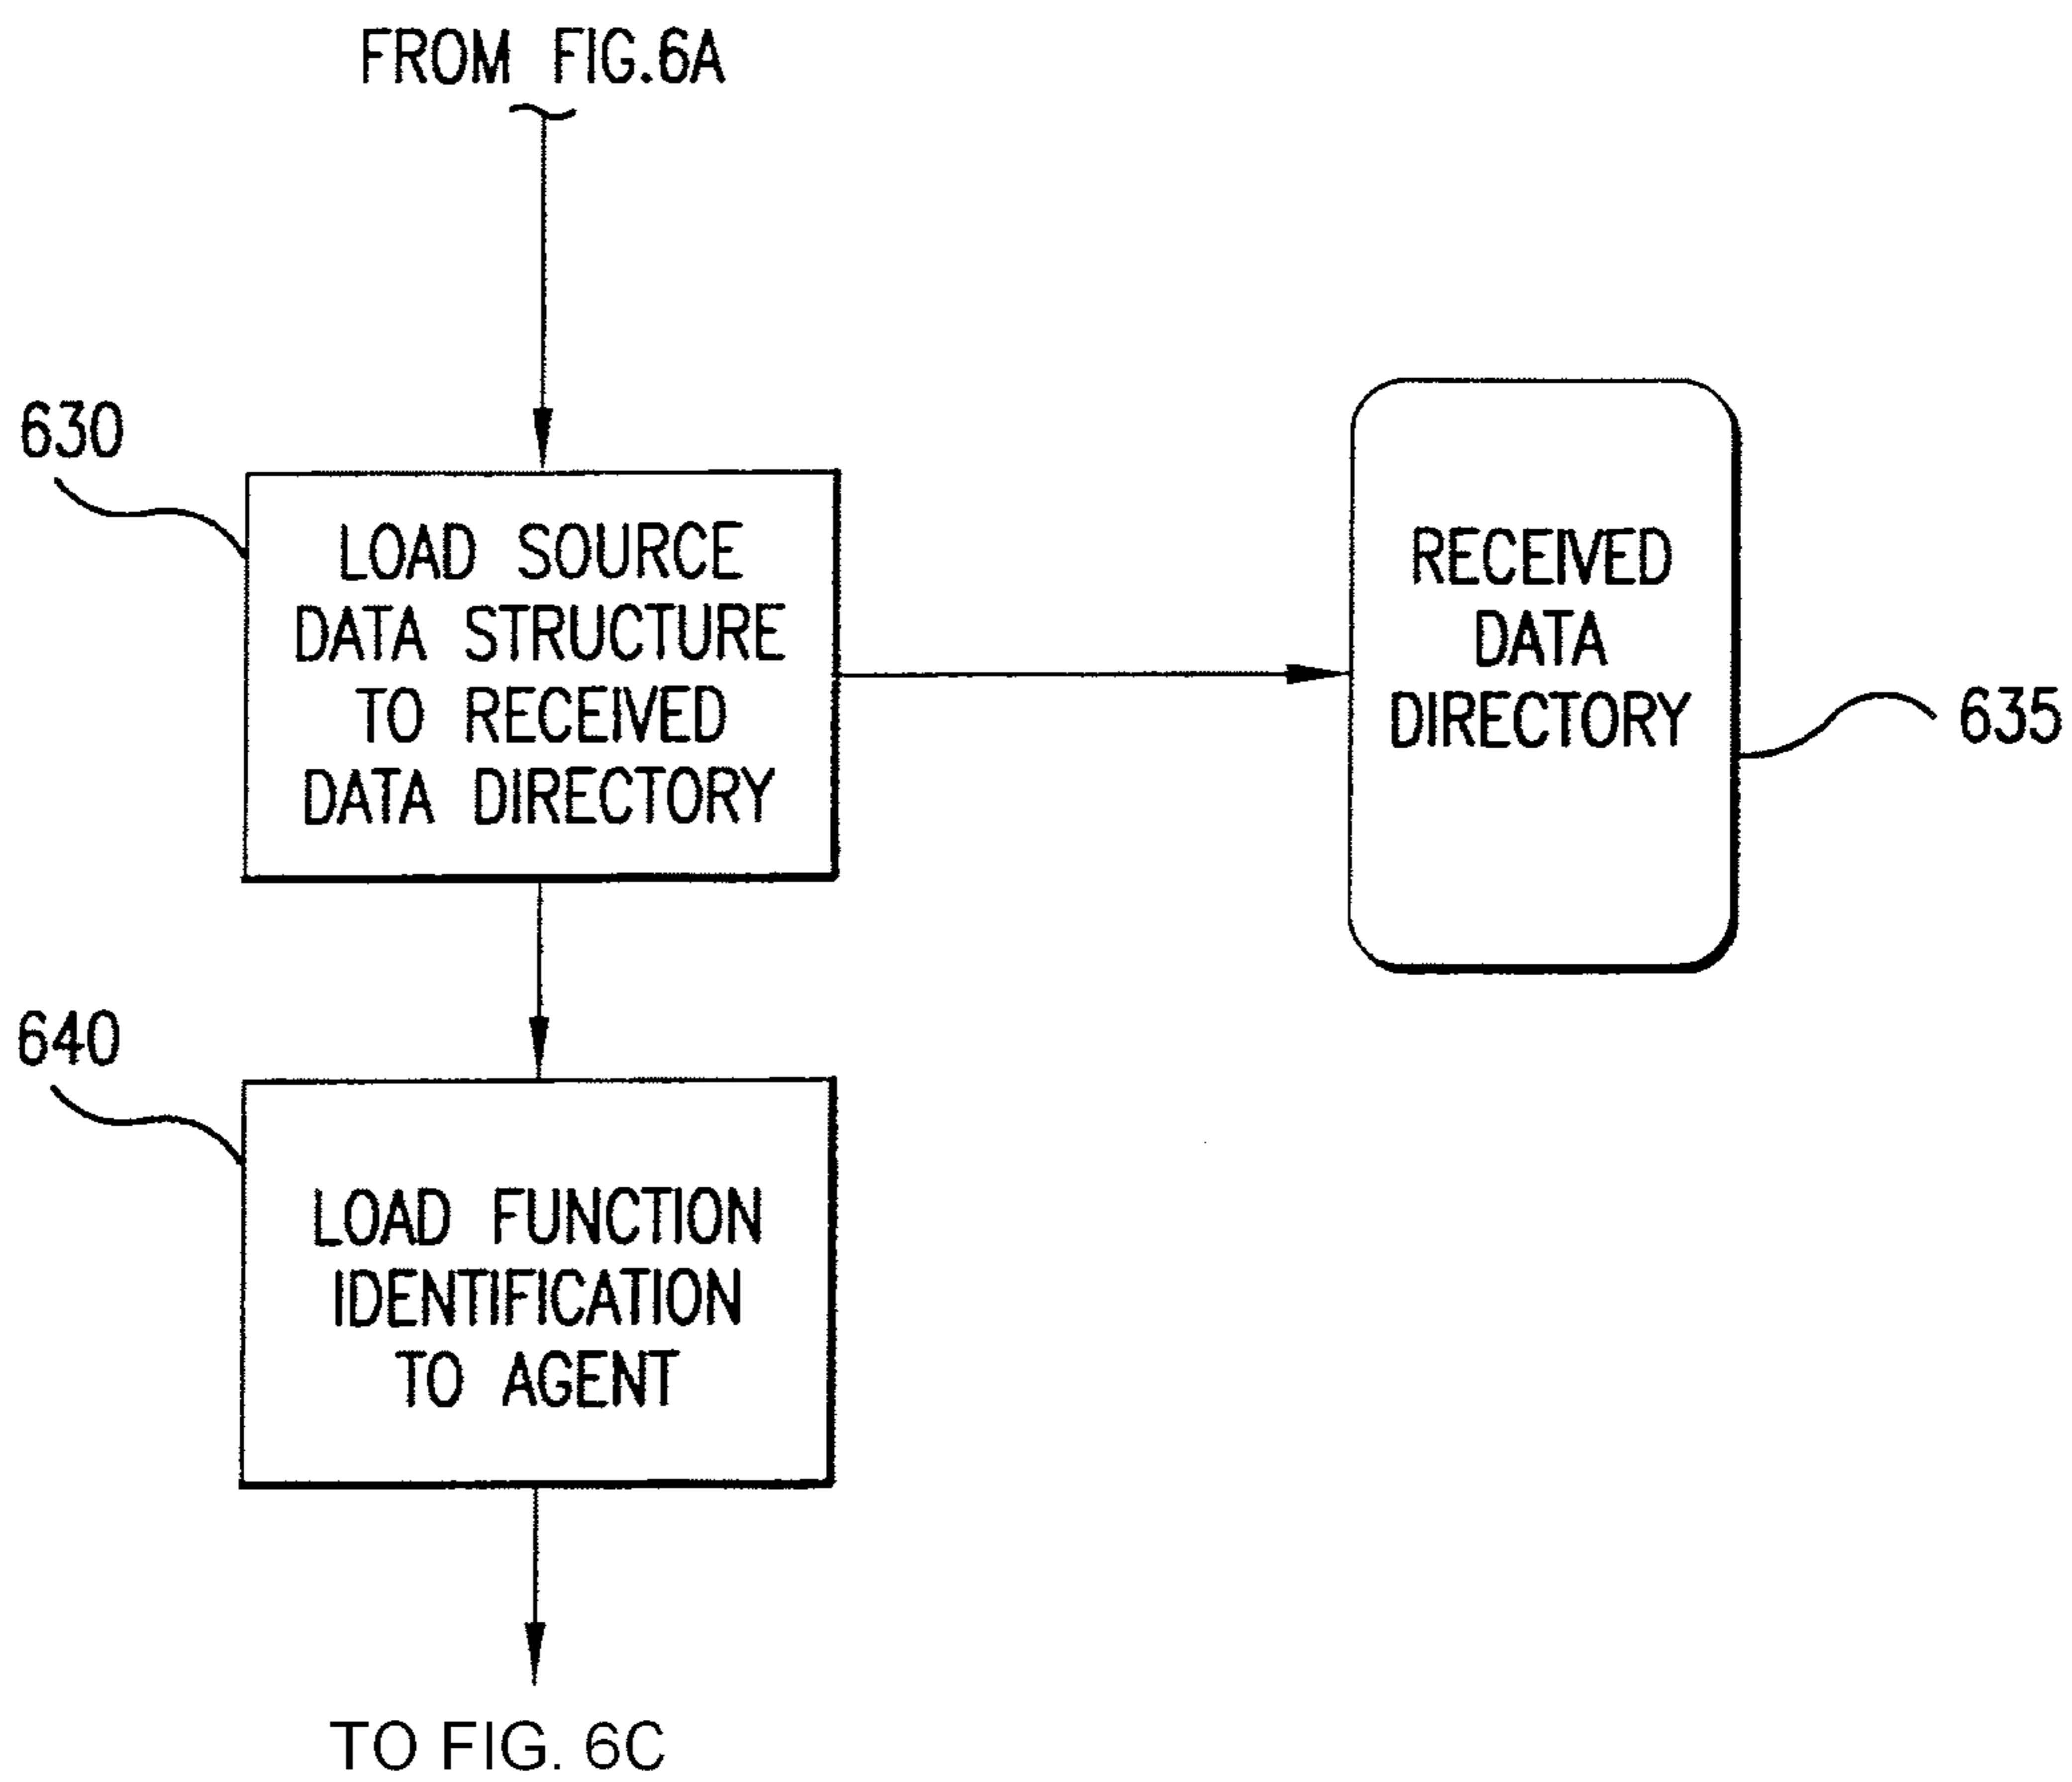 FROM FIG.6A
630
LOAD SOURCE
DATA STRUCTURE
TO RECEIVED
DATA DIRECTORY
RECEIVED
DATA
DIRECTORY
635
640
LOAD FUNCTION
IDENTIFICATION
TO AGENT
TO FIG. 6C